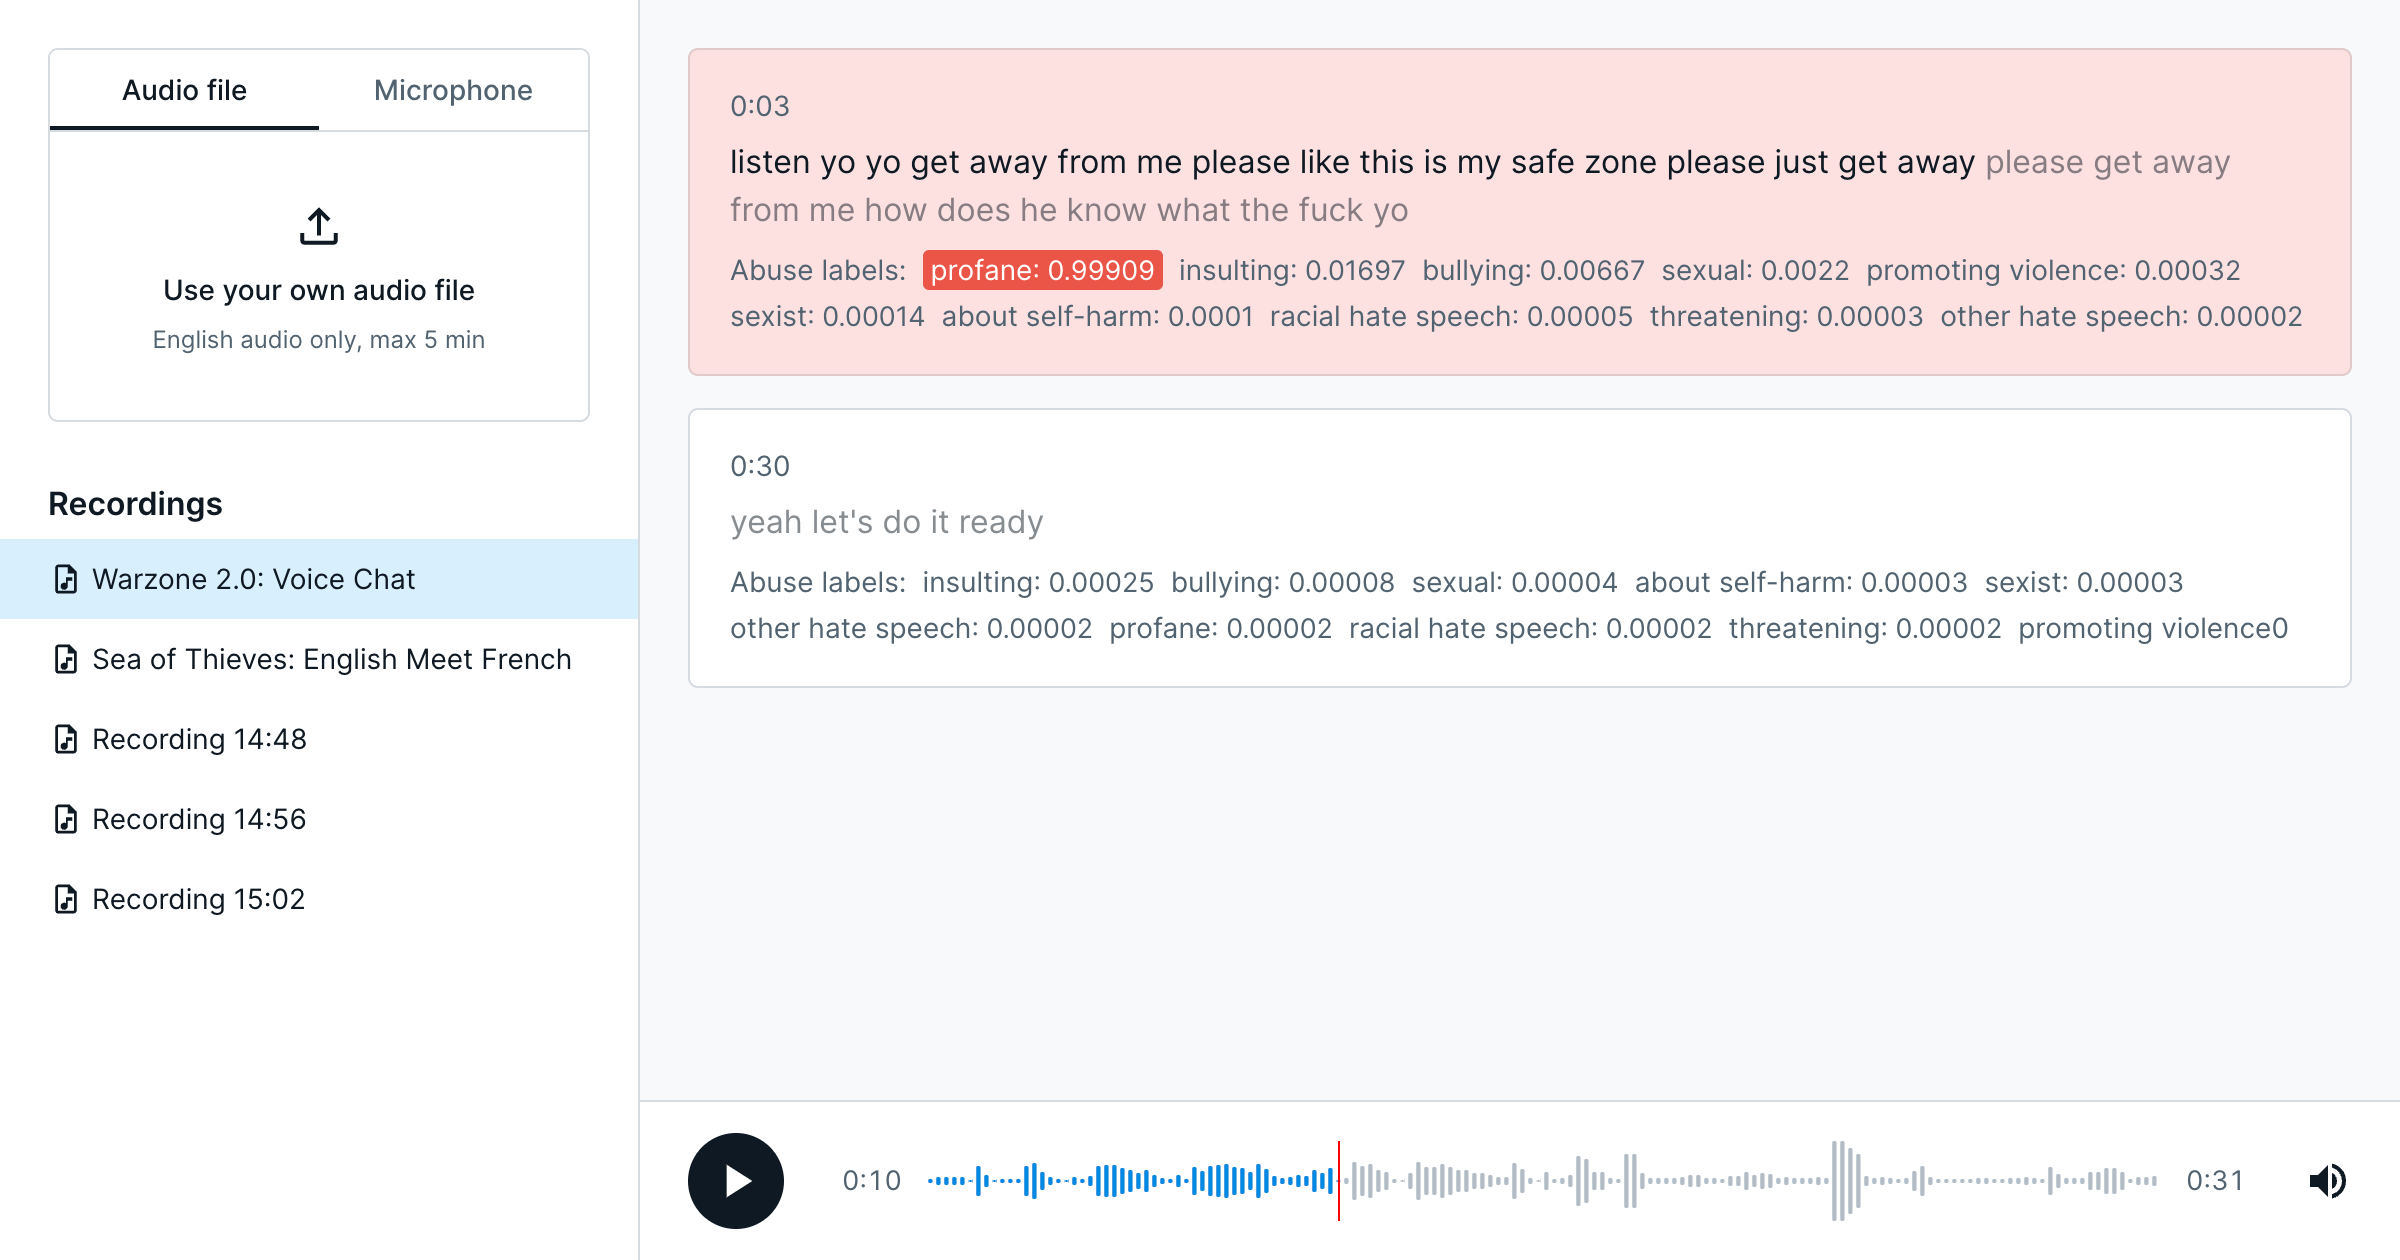 Audio file
Microphone
Use your own audio file
English audio only, max 5 min
Recordings
Warzone 2.0: Voice Chat
Sea of Thieves: English Meet French
Recording 14:48
Recording 14:56
Recording 15:02
0:03
listen yo yo get away from me please like this is my safe zone please just get away please get away
from me how does he know what the fuck yo
Abuse labels: profane: 0.99909 insulting: 0.01697 bullying: 0.00667 sexual: 0.0022 promoting violence: 0.00032
sexist: 0.00014 about self-harm: 0.0001 racial hate speech: 0.00005 threatening: 0.00003 other hate speech: 0.00002
0:30
yeah let's do it ready
Abuse labels: insulting: 0.00025 bullying: 0.00008 sexual: 0.00004 about self-harm: 0.00003 sexist: 0.00003
other hate speech: 0.00002 profane: 0.00002 racial hate speech: 0.00002 threatening: 0.00002 promoting violence0
0:10
0:31